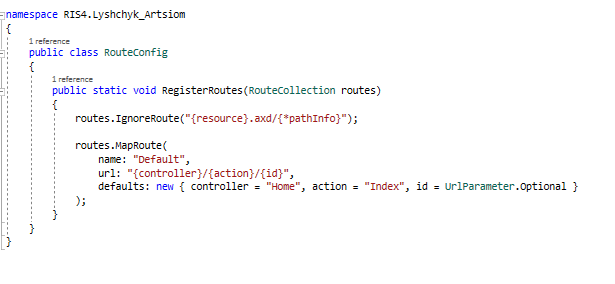 namespace RIS4.Lyshchyk_Artsiom
{
1 reference
public class RouteConfig
{
1 reference
public static void RegisterRoutes(RouteCollection routes)
{
routes.IgnoreRoute("{resource}.axd/{*pathInfo}");
routes.MapRoute(
name: "Default",
url: "{controller}/{action}/{id}",
defaults: new { controller = "Home", action = "Index", id = UrlParameter.Optional }
);
}
}
}